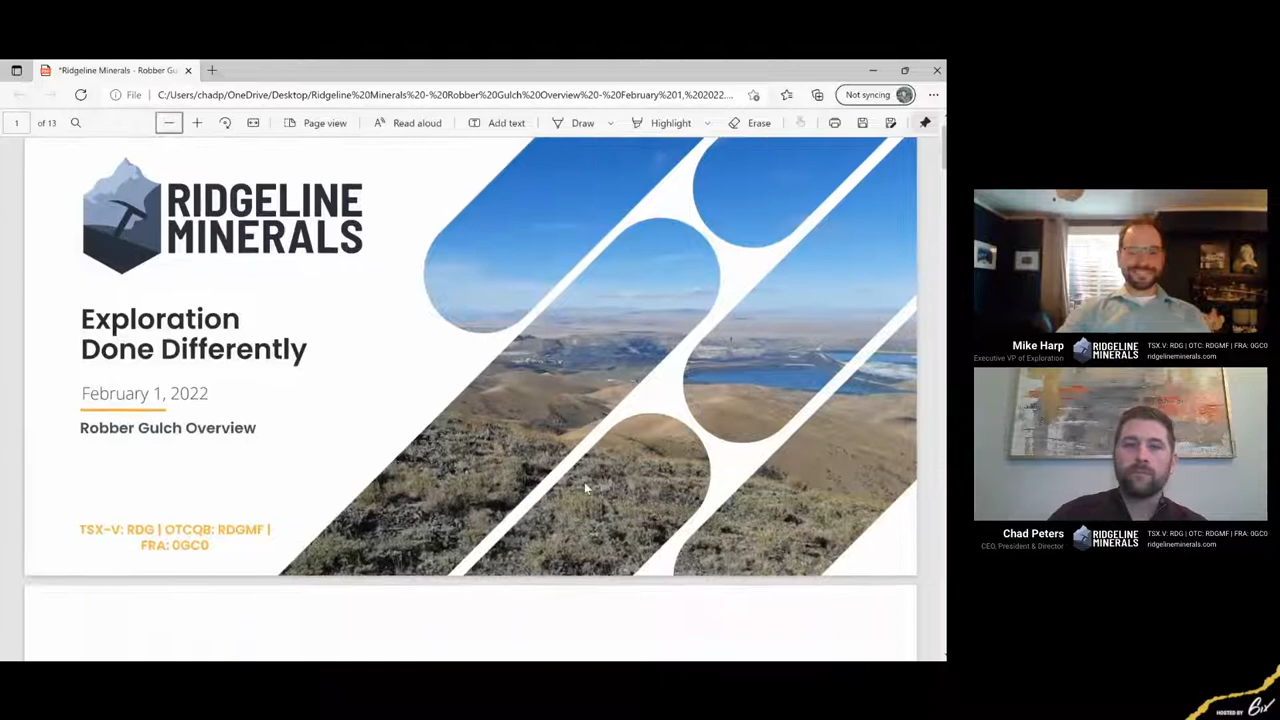 *Ridgeline Minerals - Robber Gu
File
C:/Users/chadp/OneDrive/Desktop/Ridgeline%20Minerals%20-%20Robber%20Gulch%20Overview%20-%20February%201,%202022....
Not syncing
1 of 13
Page view
Read aloud
Add text
Draw
Highlight
Erase
RIDGELINE
MINERALS
Exploration
Done Differently
February 1, 2022
Robber Gulch Overview
TSX-V: RDG | OTCQB: RDGMF |
FRA: 0GC0
Mike Harp
Executive VP of Exploration
RIDGELINE
MINERALS
TSX.V: RDG | OTC: RDGMF | FRA: 0GC0
ridgelineminerals.com
Chad Peters
CEO, President & Director
RIDGELINE
MINERALS
TSX.V: RDG | OTC: RDGMF | FRA: 0GC0
ridgelineminerals.com
HOSTED BY 6ix